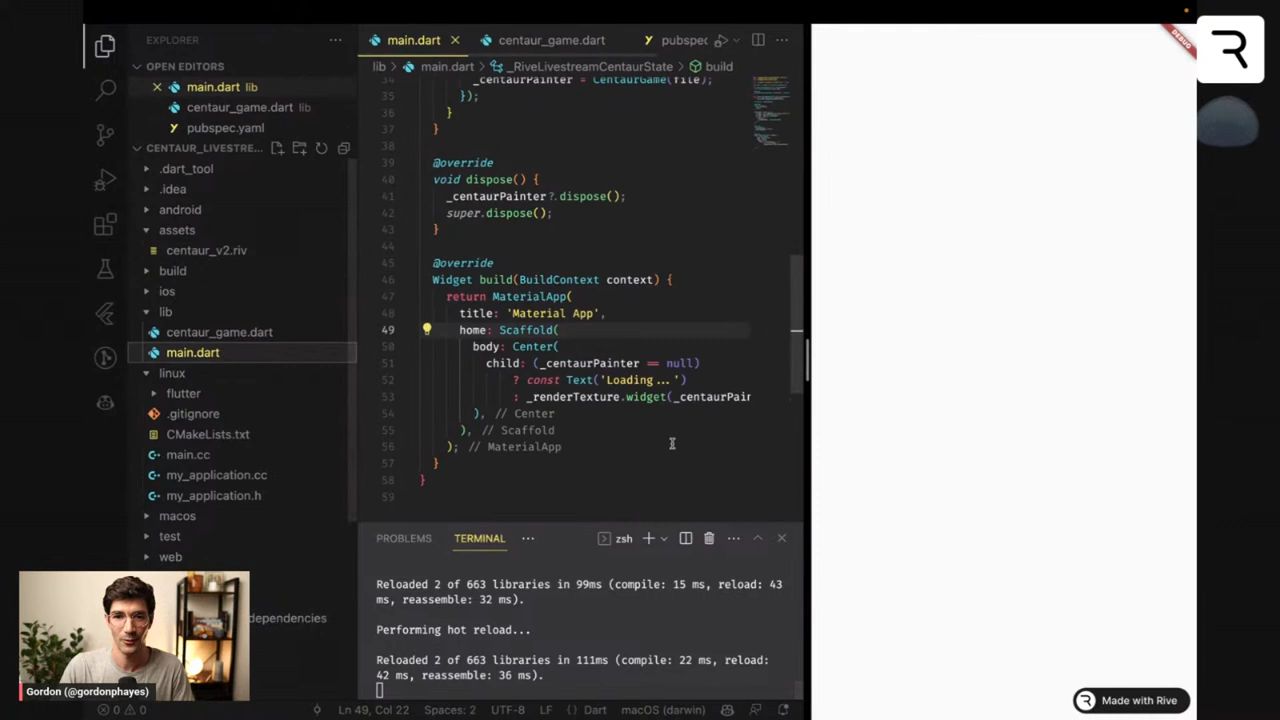 EXPLORER
OPEN EDITORS
main.dart lib
centaur_game.dart lib
pubspec.yaml
CENTAUR_LIVESTRE...
.dart_tool
.idea
android
assets
centaur_v2.riv
build
ios
lib
centaur_game.dart
main.dart
linux
flutter
.gitignore
CMakeLists.txt
main.cc
my_application.cc
my_application.h
macos
test
web
dependencies
Gordon (@gordonphayes)
main.dart
centaur_game.dart
pubspec
lib > main.dart > _RiveLivestreamCentaurState > build
34 _centaurPainter = CentaurGame(file);
35 });
36 }
37 }
38
39 @override
40 void dispose() {
41 _centaurPainter?.dispose();
42 super.dispose();
43 }
44
45 @override
46 Widget build(BuildContext context) {
47 return MaterialApp(
48 title: 'Material App',
49 home: Scaffold(
50 body: Center(
51 child: (_centaurPainter == null)
52 ? const Text('Loading...')
53 : _renderTexture.widget(_centaurPain
54 ), // Center
55 ), // Scaffold
56 ); // MaterialApp
57 }
58 }
59
PROBLEMS
TERMINAL
zsh
Reloaded 2 of 663 libraries in 99ms (compile: 15 ms, reload: 43
ms, reassemble: 32 ms).
Performing hot reload...
Reloaded 2 of 663 libraries in 111ms (compile: 22 ms, reload:
42 ms, reassemble: 36 ms).
0 0
Ln 49, Col 22
Spaces: 2
UTF-8
LF
{ } Dart
macOS (darwin)
DEBUG
Made with Rive